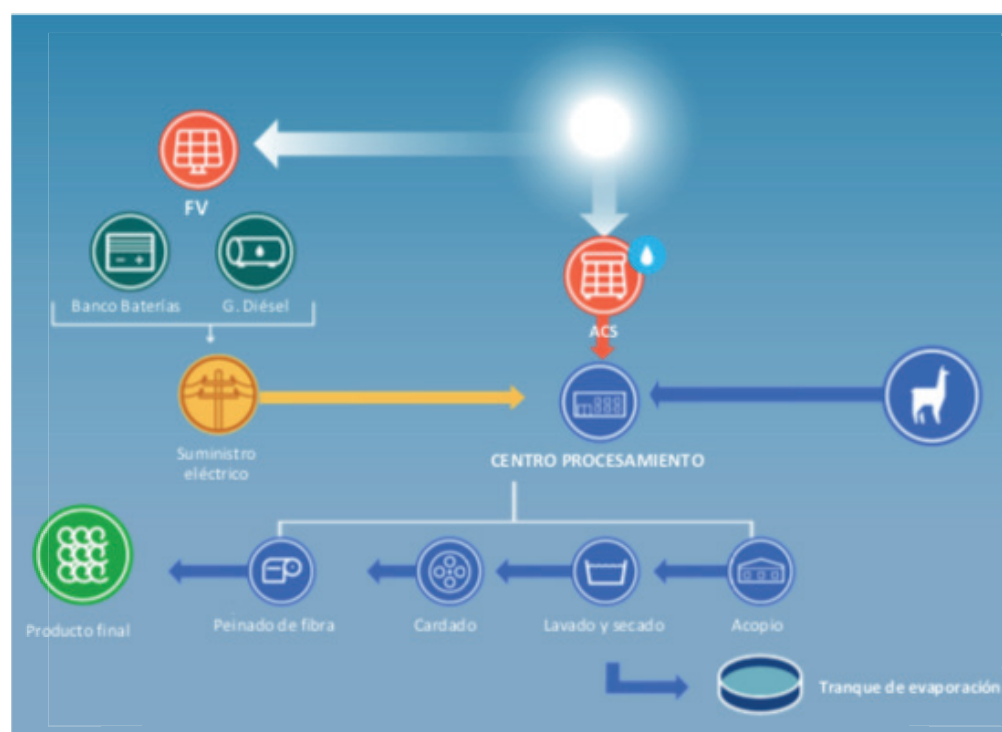 FV
Banco Baterías
G. Diésel
ACS
Suministro
eléctrico
CENTRO PROCESAMIENTO
Producto final
Peinado de fibra
Cardado
Lavado y secado
Acopio
Tranque de evaporación